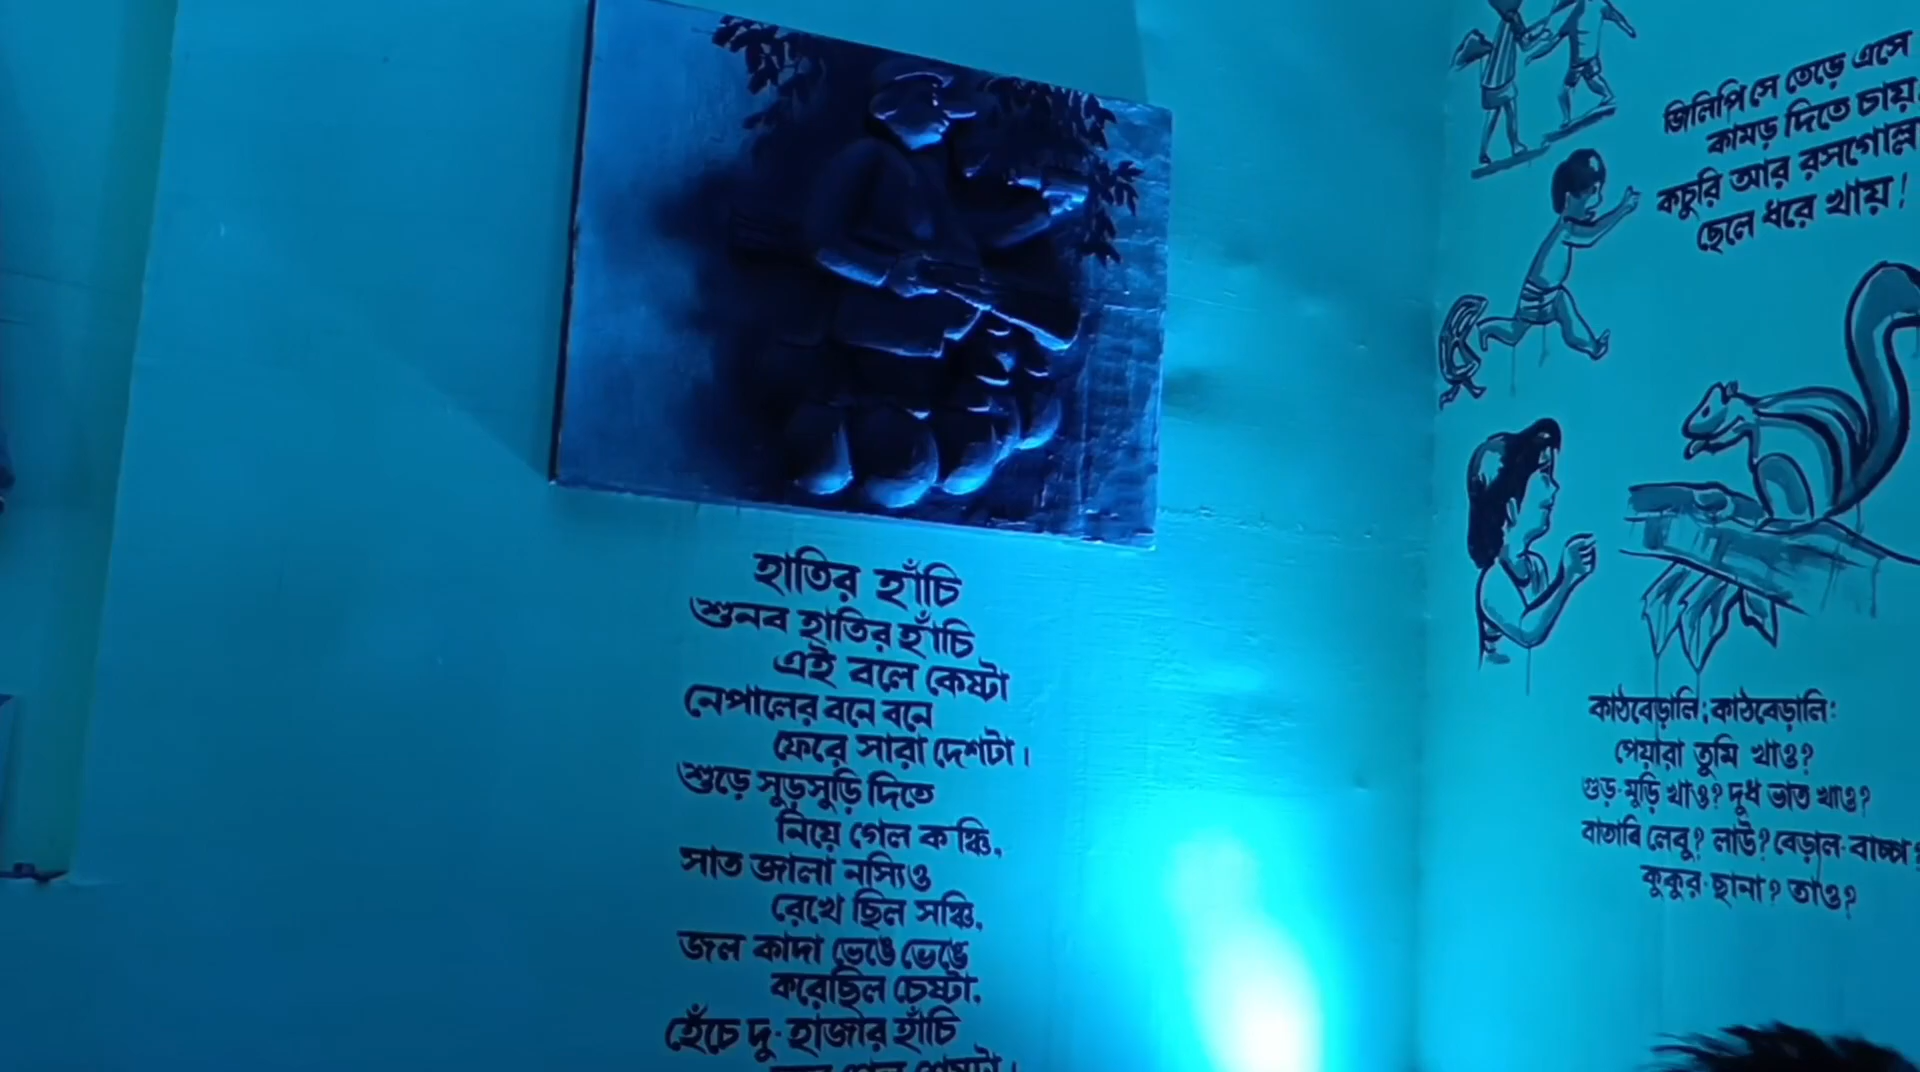 হাতির হাঁচি
শুনব হাতির হাঁচি
এই বলে কেষ্টা
নেপালের বনে বনে
ফেরে সারা দেশটা।
শুড়ে সুড়সুড়ি দিতে
নিয়ে গেল কঞ্চি,
সাত জালা নস্যিও
রেখে ছিল সঞ্চি,
জল কাদা ভেঙে ভেঙে
করেছিল চেষ্টা,
হেঁচে দু-হাজার হাঁচি
গেল শেষটা।
জিলিপি সে তেড়ে এসে
কামড় দিতে চায়,
কচুরি আর রসগোল্লা
ছেলে ধরে খায়!
কাঠবেড়ালি; কাঠবেড়ালি:
পেয়ারা তুমি খাও?
গুড়-মুড়ি খাও? দুধ ভাত খাও?
বাতাবি লেবু? লাউ? বেড়াল-বাচ্চা?
কুকুর-ছানা? তাও?